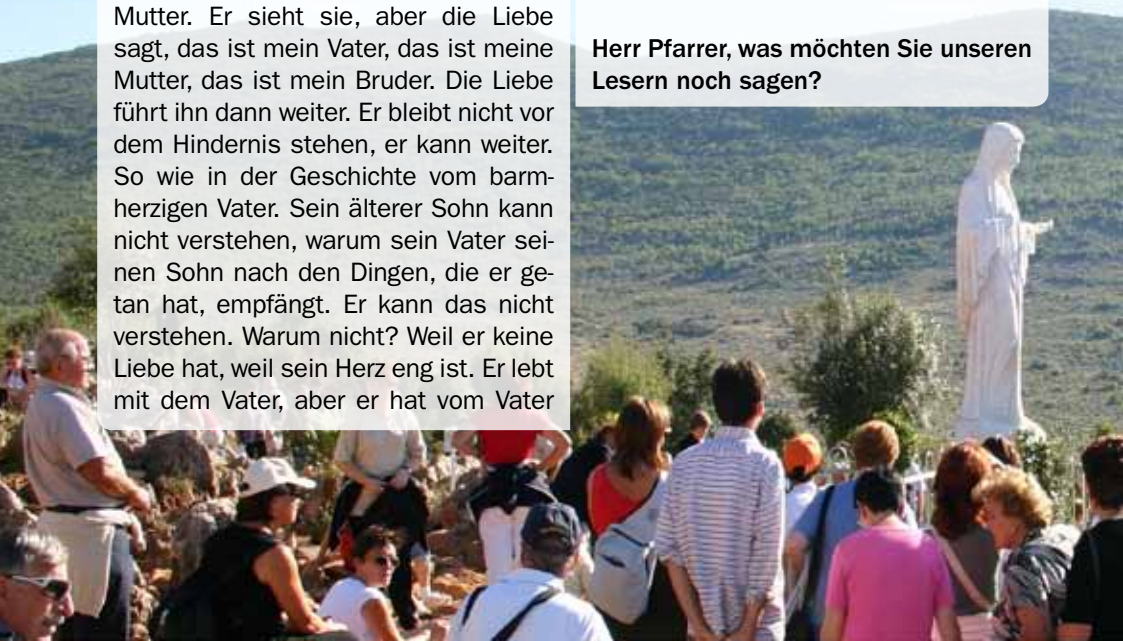 Mutter. Er sieht sie, aber die Liebe
sagt, das ist mein Vater, das ist meine
Mutter, das ist mein Bruder. Die Liebe
führt ihn dann weiter. Er bleibt nicht vor
dem Hindernis stehen, er kann weiter.
So wie in der Geschichte vom barm-
herzigen Vater. Sein älterer Sohn kann
nicht verstehen, warum sein Vater sei-
nen Sohn nach den Dingen, die er ge-
tan hat, empfängt. Er kann das nicht
verstehen. Warum nicht? Weil er keine
Liebe hat, weil sein Herz eng ist. Er lebt
mit dem Vater, aber er hat vom Vater
Herr Pfarrer, was möchten Sie unseren
Lesern noch sagen?